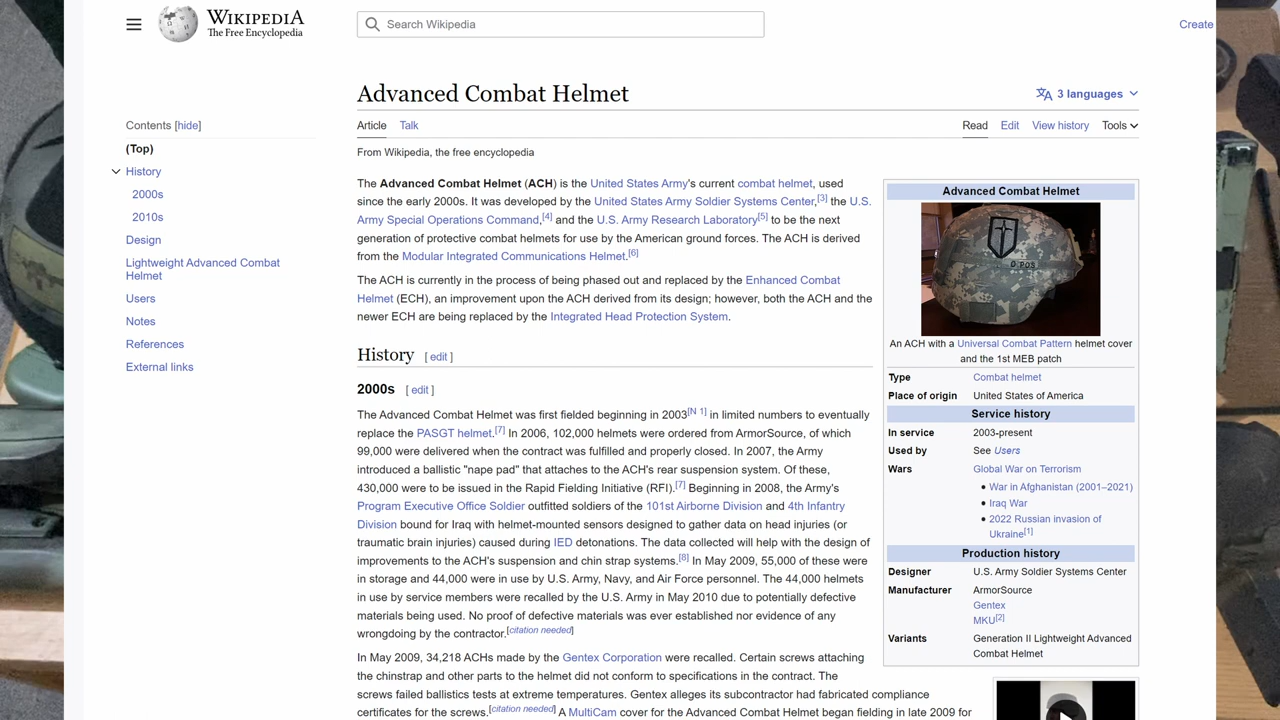 WIKIPEDIA
The Free Encyclopedia
Search Wikipedia
Create
Advanced Combat Helmet
3 languages
Contents [hide]
(Top)
History
2000s
2010s
Design
Lightweight Advanced Combat
Helmet
Users
Notes
References
External links
Article Talk
Read Edit View history Tools
From Wikipedia, the free encyclopedia
The Advanced Combat Helmet (ACH) is the United States Army's current combat helmet, used
since the early 2000s. It was developed by the United States Army Soldier Systems Center,[3] the U.S.
Army Special Operations Command,[4] and the U.S. Army Research Laboratory[5] to be the next
generation of protective combat helmets for use by the American ground forces. The ACH is derived
from the Modular Integrated Communications Helmet.[6]
The ACH is currently in the process of being phased out and replaced by the Enhanced Combat
Helmet (ECH), an improvement upon the ACH derived from its design; however, both the ACH and the
newer ECH are being replaced by the Integrated Head Protection System.
History [ edit ]
2000s [ edit ]
The Advanced Combat Helmet was first fielded beginning in 2003[N 1] in limited numbers to eventually
replace the PASGT helmet.[7] In 2006, 102,000 helmets were ordered from ArmorSource, of which
99,000 were delivered when the contract was fulfilled and properly closed. In 2007, the Army
introduced a ballistic "nape pad" that attaches to the ACH's rear suspension system. Of these,
430,000 were to be issued in the Rapid Fielding Initiative (RFI).[7] Beginning in 2008, the Army's
Program Executive Office Soldier outfitted soldiers of the 101st Airborne Division and 4th Infantry
Division bound for Iraq with helmet-mounted sensors designed to gather data on head injuries (or
traumatic brain injuries) caused during IED detonations. The data collected will help with the design of
improvements to the ACH's suspension and chin strap systems.[8] In May 2009, 55,000 of these were
in storage and 44,000 were in use by U.S. Army, Navy, and Air Force personnel. The 44,000 helmets
in use by service members were recalled by the U.S. Army in May 2010 due to potentially defective
materials being used. No proof of defective materials was ever established nor evidence of any
wrongdoing by the contractor.[citation needed]
In May 2009, 34,218 ACHs made by the Gentex Corporation were recalled. Certain screws attaching
the chinstrap and other parts to the helmet did not conform to specifications in the contract. The
screws failed ballistics tests at extreme temperatures. Gentex alleges its subcontractor had fabricated compliance
certificates for the screws.[citation needed] A MultiCam cover for the Advanced Combat Helmet began fielding in late 2009 for
Advanced Combat Helmet
O POS
An ACH with a Universal Combat Pattern helmet cover
and the 1st MEB patch
Type Combat helmet
Place of origin United States of America
Service history
In service 2003-present
Used by See Users
Wars Global War on Terrorism
• War in Afghanistan (2001–2021)
• Iraq War
• 2022 Russian invasion of
Ukraine[1]
Production history
Designer U.S. Army Soldier Systems Center
Manufacturer ArmorSource
Gentex
MKU[2]
Variants Generation II Lightweight Advanced
Combat Helmet